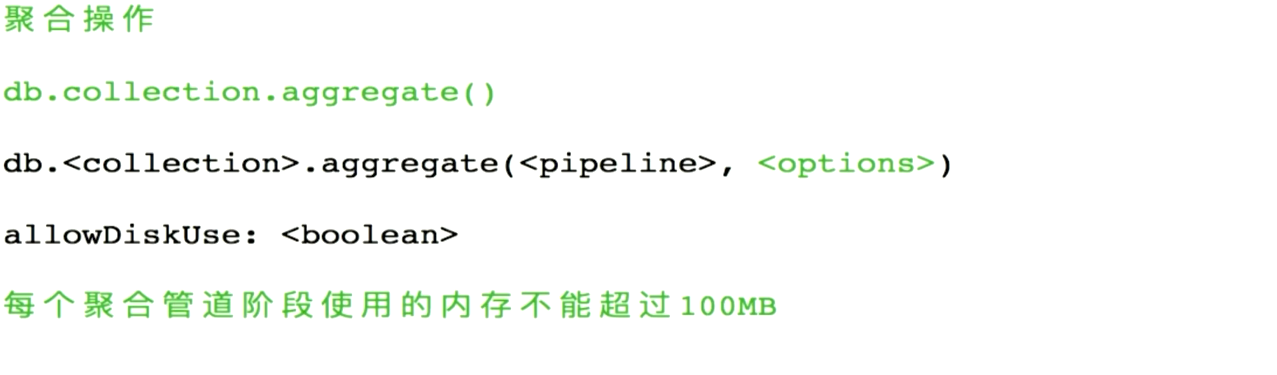 聚合操作
db.collection.aggregate()
db.<collection>.aggregate(<pipeline>, <options>)
allowDiskUse: <boolean>
每个聚合管道阶段使用的内存不能超过100MB